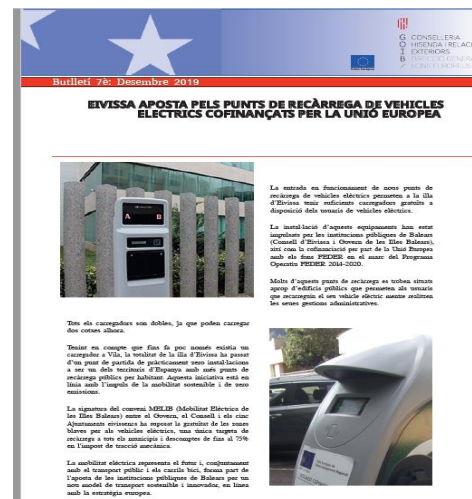 G CONSELLERIA
O HISENDA I RELACI
I EXTERIORS
B DIRECCIÓ GENERA
FONS EUROPEUS
Butlletí 7è: Desembre 2019
EIVISSA APOSTA PELS PUNTS DE RECÀRREGA DE VEHICLES
ELÈCTRICS COFINANÇATS PER LA UNIÓ EUROPEA
A B
La entrada en funcionament de nous punts de
recàrrega de vehicles elèctrics permeten a la illa
d'Eivissa tenir suficients carregadors gratuïts a
disposició dels usuaris de vehicles elèctrics.
La instal·lació d'aquests equipaments han estat
impulsats per les institucions públiques de Balears
(Consell d'Eivissa i Govern de les Illes Balears),
així com la cofinanciació per part de la Unió Europea
amb els fons FEDER en el marc del Programa
Operatiu FEDER 2014-2020.
Molts d'aquests punts de recàrrega es troben situats
aprop d'edificis públics que permeten als usuaris
que recarreguin el seu vehicle elèctric mentre realitzen
les seues gestions administratives.
Tots els carregadors son dobles, ja que poden carregar
dos cotxes alhora.
Tenint en compte que fins fa poc només existia un
carregador a Vila, la totalitat de la illa d'Eivissa ha passat
d'un punt de partida de pràcticament zero instal·lacions
a ser un dels territoris d'Espanya amb més punts de
recàrrega públics per habitant. Aquesta iniciativa està en
línia amb l'impuls de la mobilitat sostenible i de zero
emissions.
La signatura del conveni MELIB (Mobilitat Elèctrica de
les Illes Balears) entre el Govern, el Consell i els cinc
Ajuntaments eivissencs ha suposat la gratuïtat de les zones
blaves per als vehicles elèctrics, una única targeta de
recàrrega a tots els municipis i descomptes de fins al 75%
en l'impost de tracció mecànica.
La mobilitat elèctrica representa el futur i, conjuntament
amb el transport públic i els carrils bici, forma part de
l'aposta de les institucions públiques de Balears per un
nou model de transport sostenible i innovador, en línea
amb la estratègia europea.